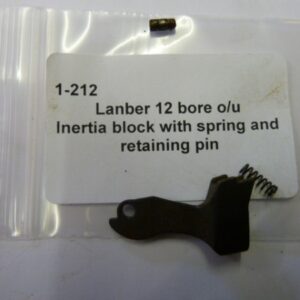 1-212
Lanber 12 bore o/u
Inertia block with spring and
retaining pin